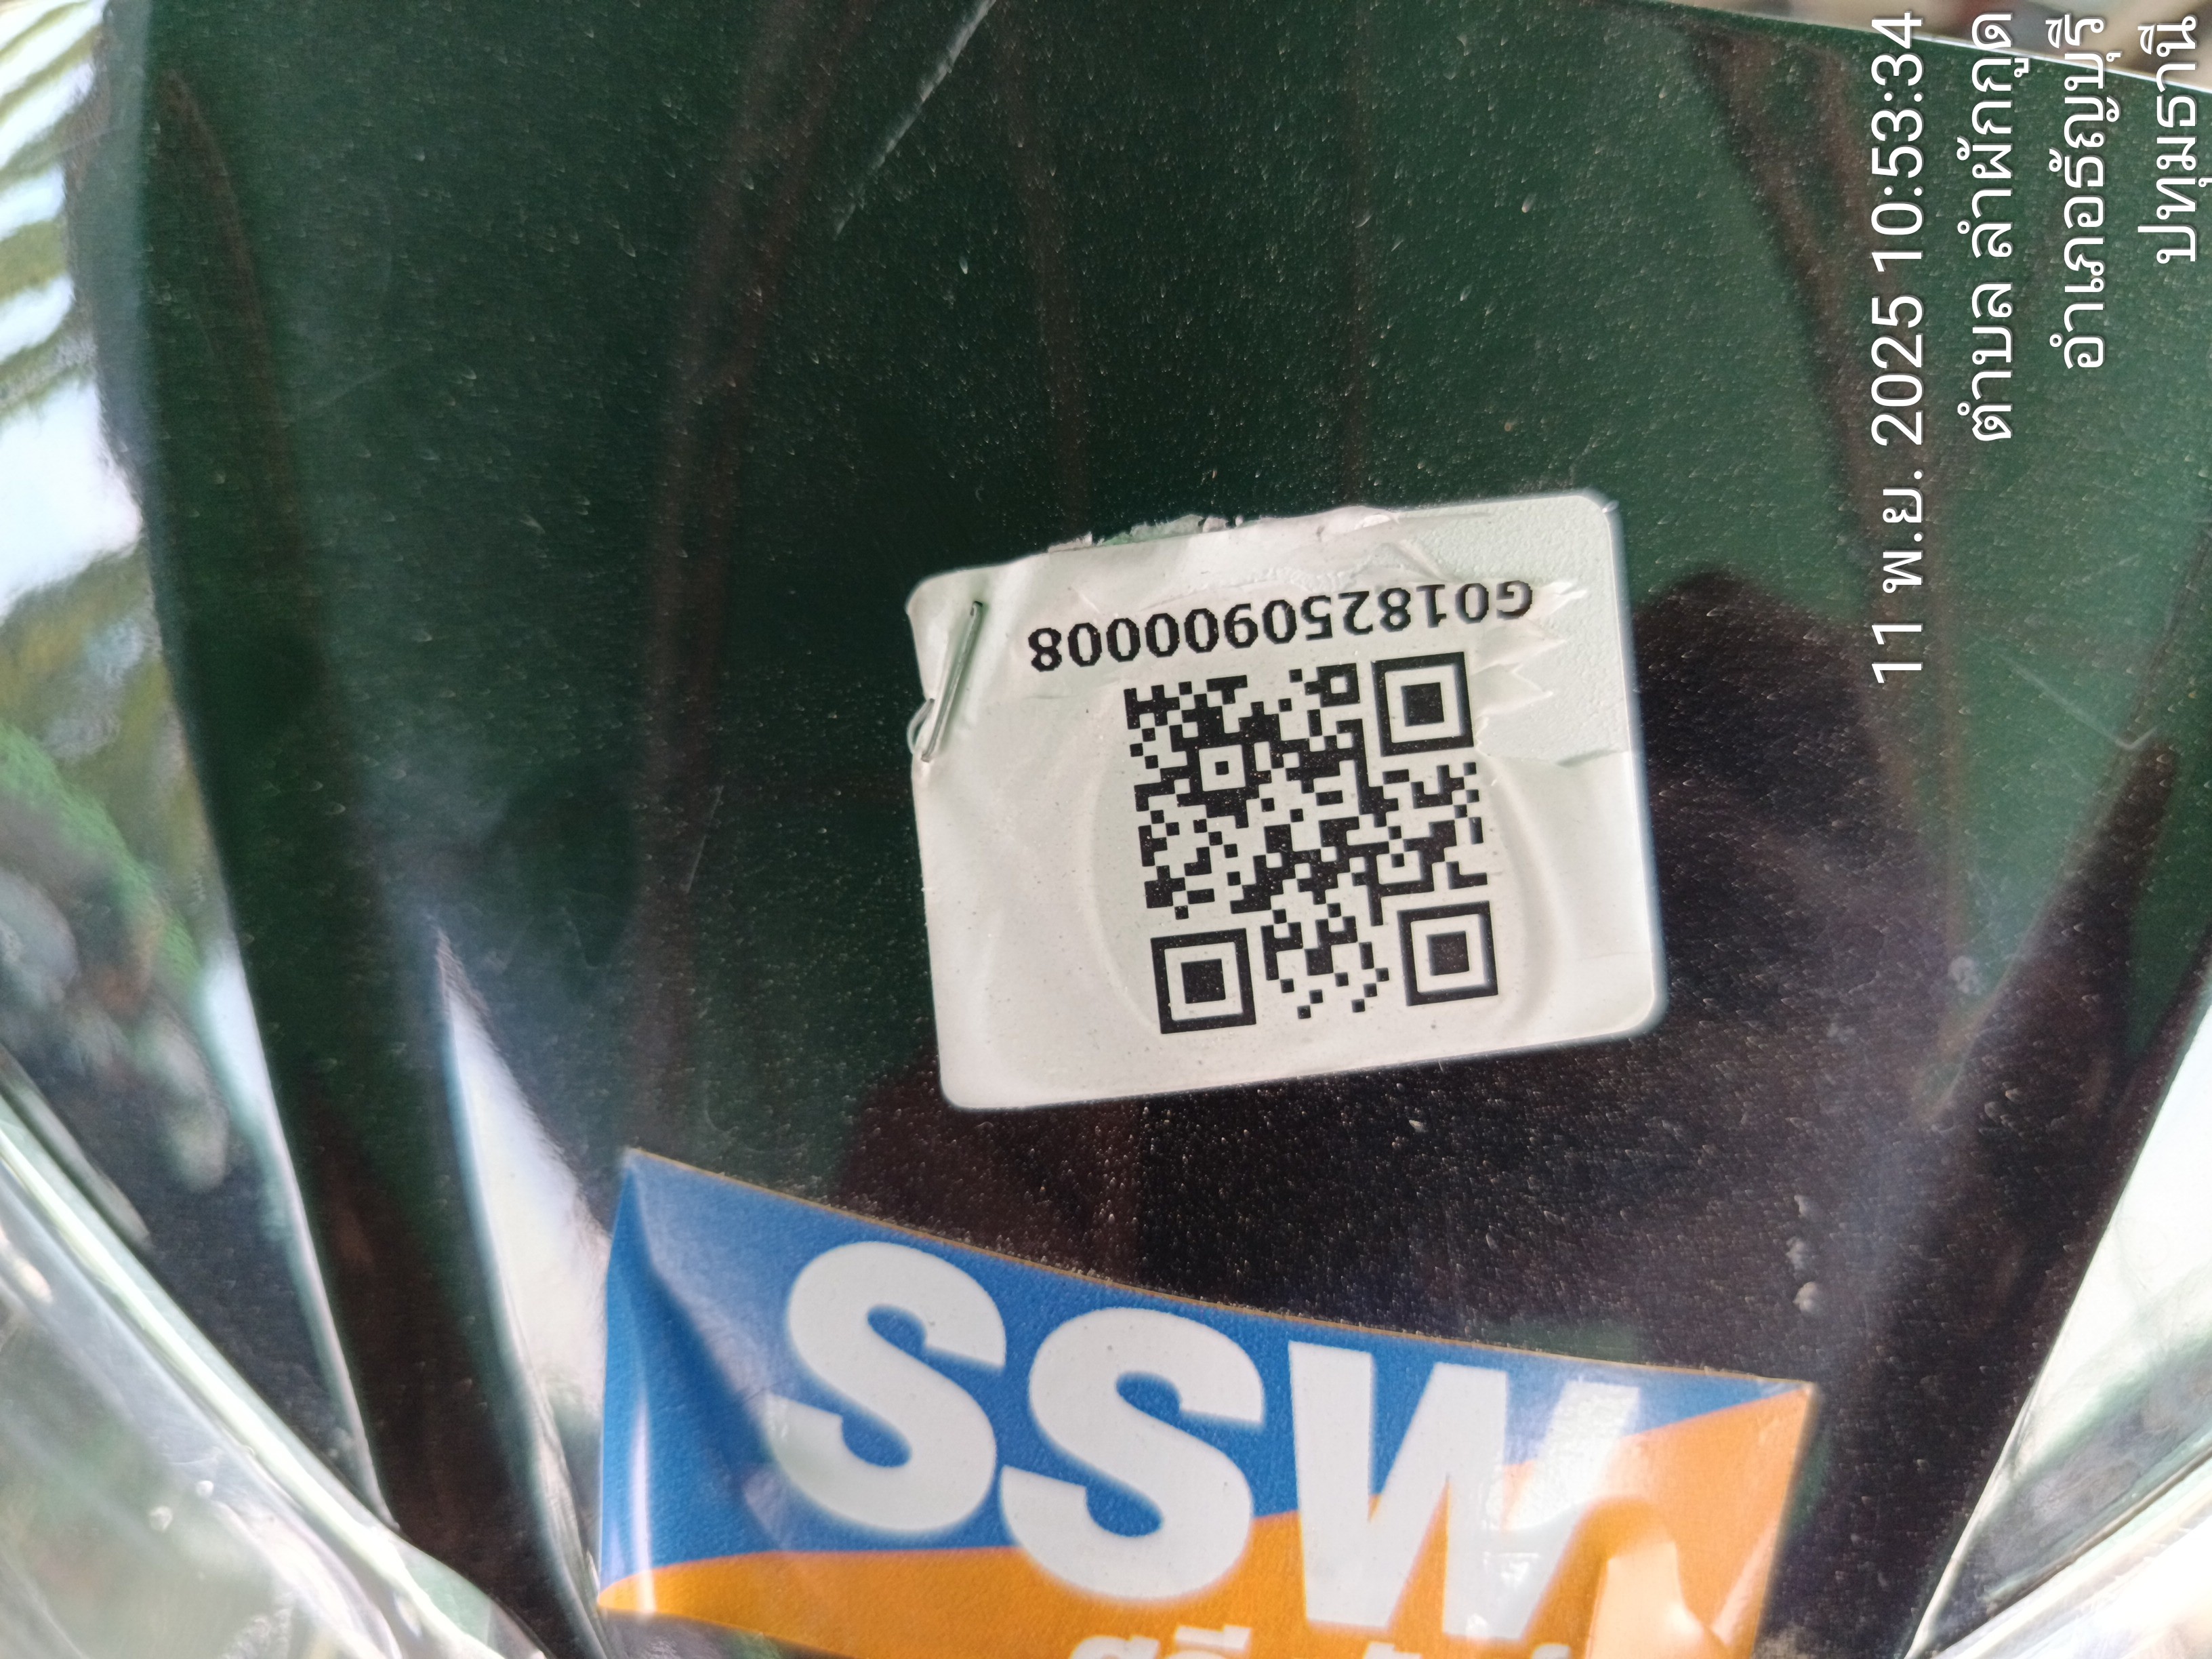 11 พ.ย. 2025 10:53:34
ตำบล ลำผักกูด
อำเภอธัญบุรี
ปทุมธานี
G018250900008
SSW